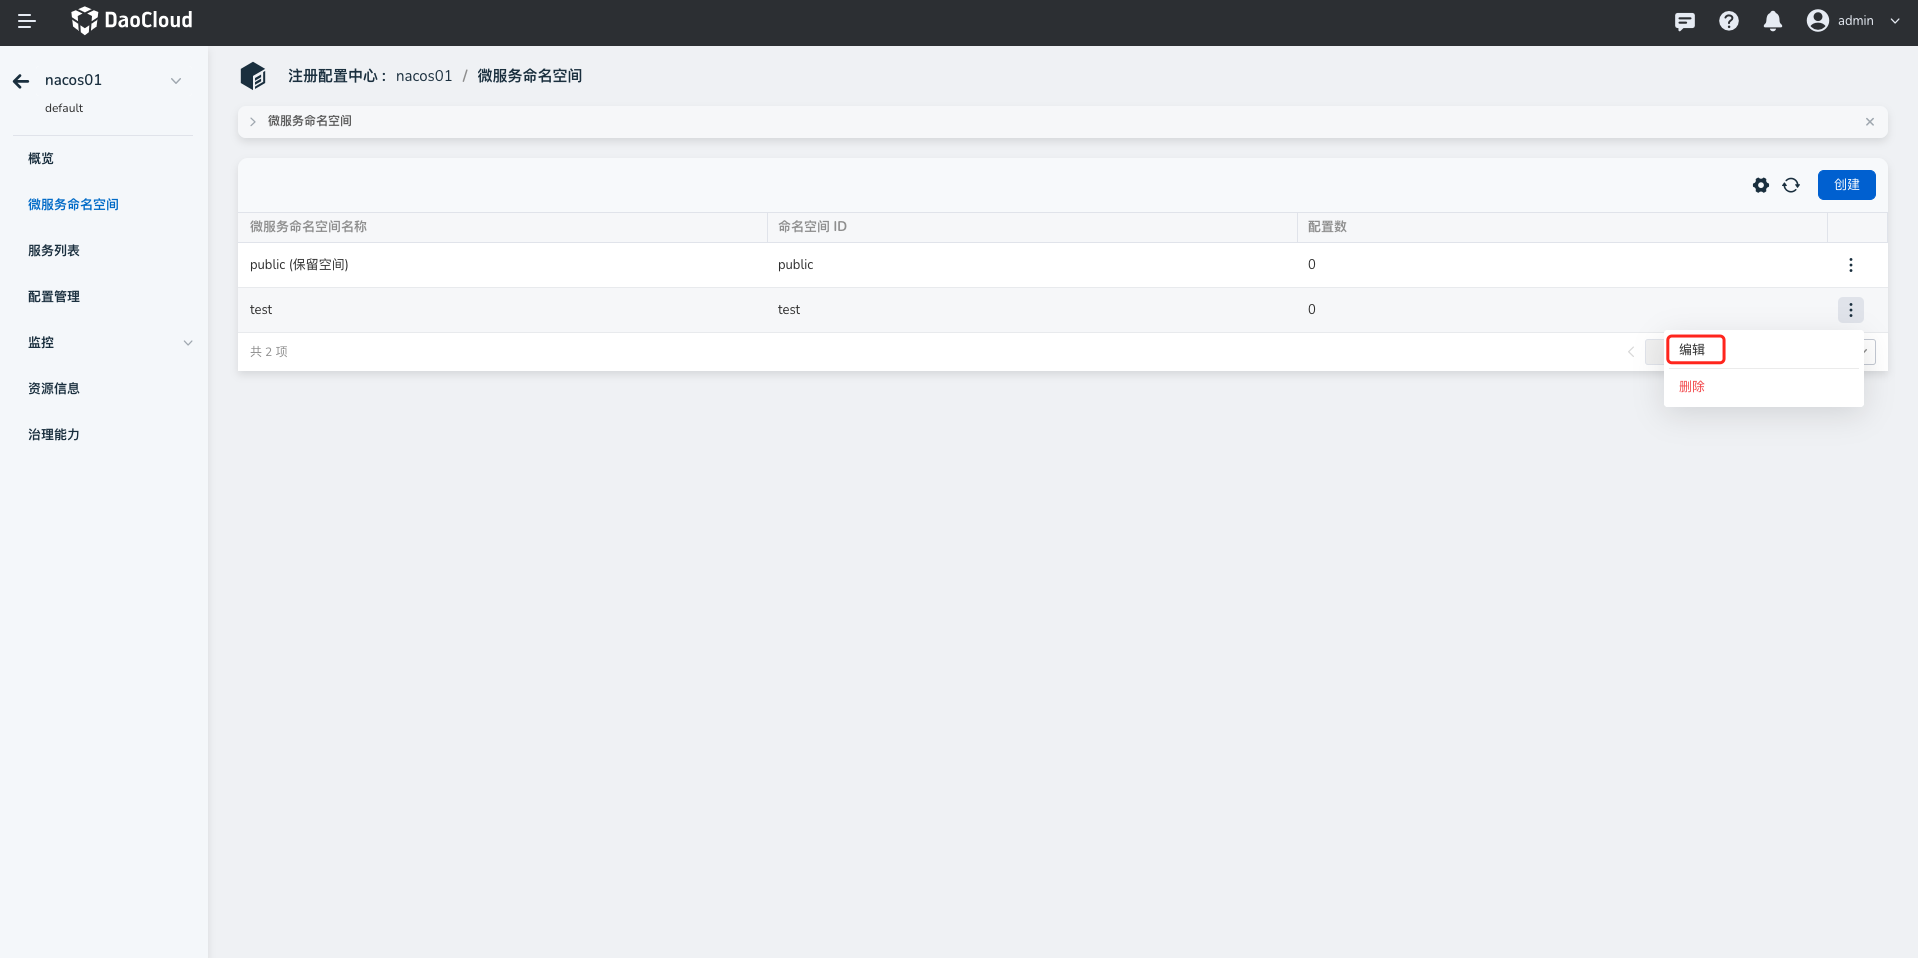 DaoCloud
admin
nacos01
default
概览
微服务命名空间
服务列表
配置管理
监控
资源信息
治理能力
注册配置中心： nacos01 / 微服务命名空间
微服务命名空间
创建
微服务命名空间名称 命名空间 ID 配置数
public (保留空间) public 0
test test 0
共 2 项
编辑
删除